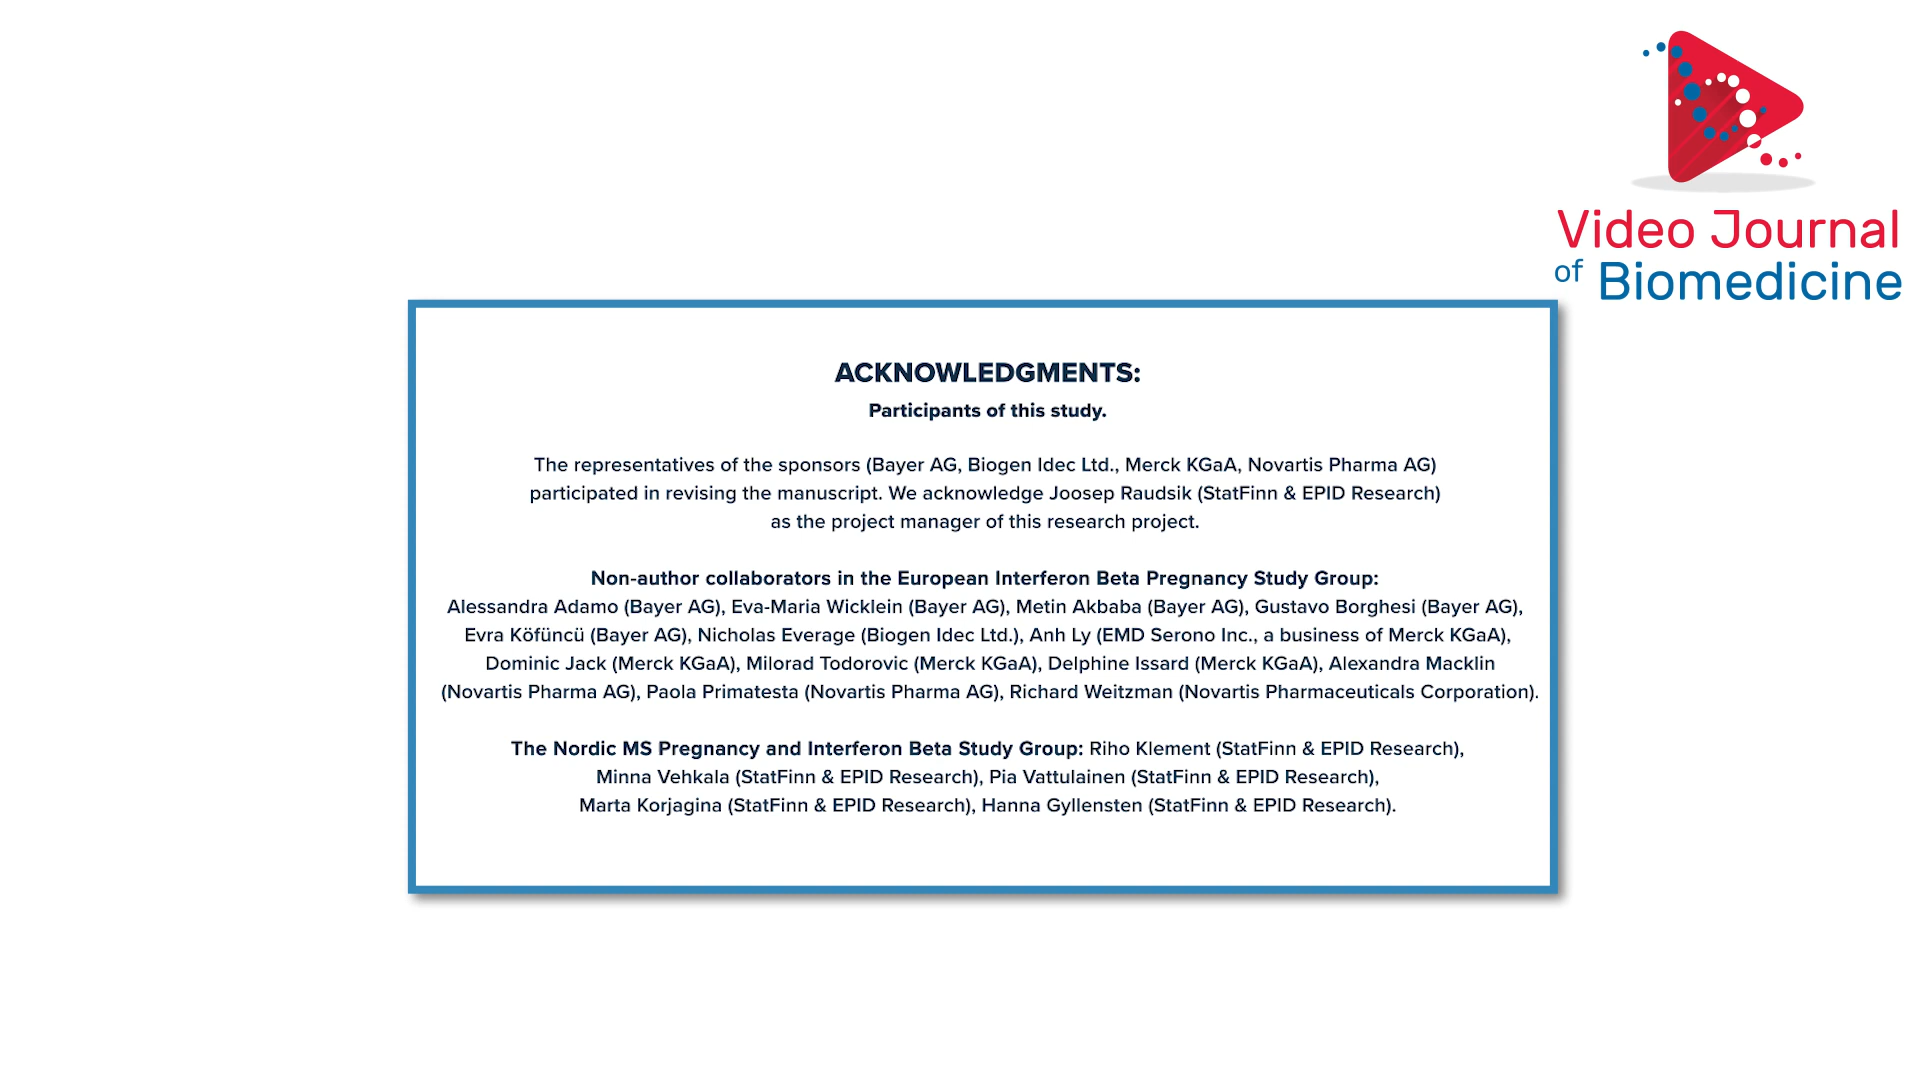 Video Journal
of Biomedicine
ACKNOWLEDGMENTS:
Participants of this study.
The representatives of the sponsors (Bayer AG, Biogen Idec Ltd., Merck KGaA, Novartis Pharma AG)
participated in revising the manuscript. We acknowledge Joosep Raudsik (StatFinn & EPID Research)
as the project manager of this research project.
Non-author collaborators in the European Interferon Beta Pregnancy Study Group:
Alessandra Adamo (Bayer AG), Eva-Maria Wicklein (Bayer AG), Metin Akbaba (Bayer AG), Gustavo Borghesi (Bayer AG),
Evra Köfüncü (Bayer AG), Nicholas Everage (Biogen Idec Ltd.), Anh Ly (EMD Serono Inc., a business of Merck KGaA),
Dominic Jack (Merck KGaA), Milorad Todorovic (Merck KGaA), Delphine Issard (Merck KGaA), Alexandra Macklin
(Novartis Pharma AG), Paola Primatesta (Novartis Pharma AG), Richard Weitzman (Novartis Pharmaceuticals Corporation).
The Nordic MS Pregnancy and Interferon Beta Study Group: Riho Klement (StatFinn & EPID Research),
Minna Vehkala (StatFinn & EPID Research), Pia Vattulainen (StatFinn & EPID Research),
Marta Korjagina (StatFinn & EPID Research), Hanna Gyllensten (StatFinn & EPID Research).